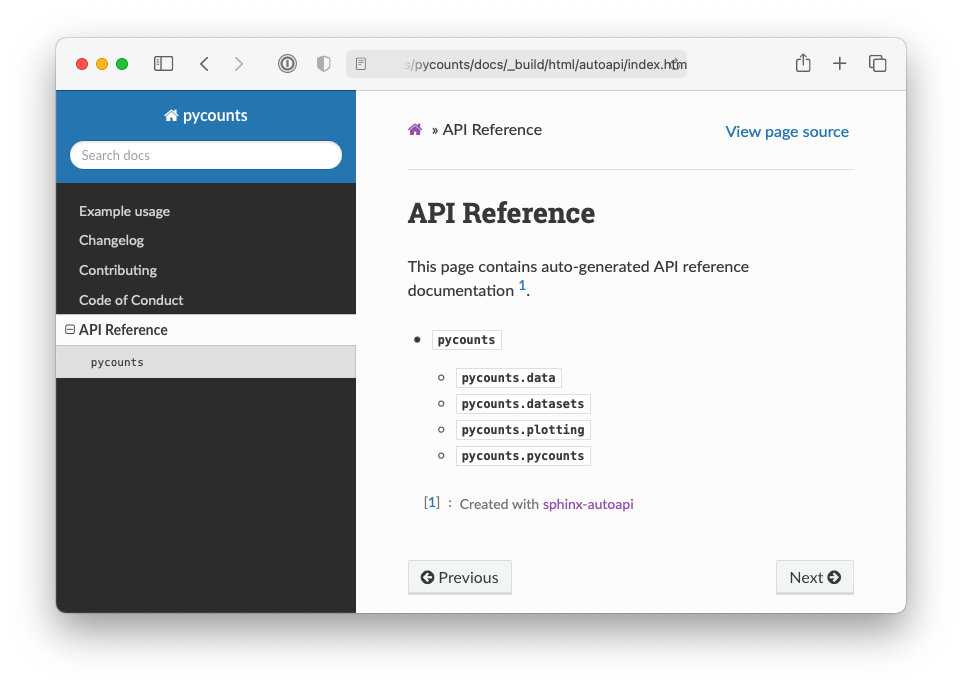 s/pycounts/docs/_build/html/autoapi/index.htm
pycounts
Search docs
Example usage
Changelog
Contributing
Code of Conduct
API Reference
pycounts
» API Reference
View page source
API Reference
This page contains auto-generated API reference
documentation 1.
pycounts
pycounts.data
pycounts.datasets
pycounts.plotting
pycounts.pycounts
[1] : Created with sphinx-autoapi
Previous
Next